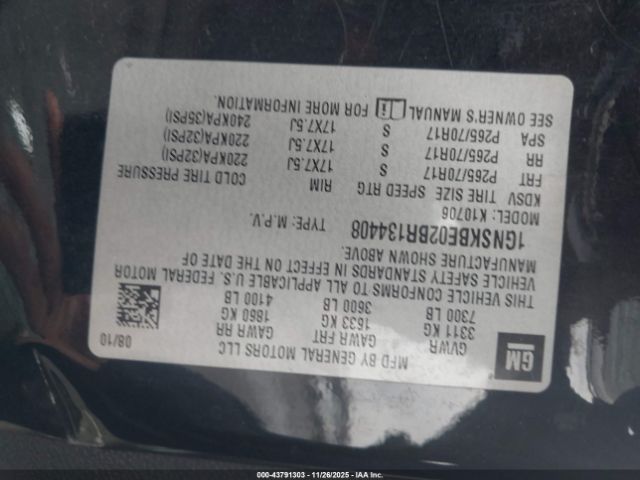 GM
MFD BY GENERAL MOTORS LLC 08/10
GVWR GAWR FRT GAWR RR
3311 KG 1633 KG 1860 KG
7300 LB 3600 LB 4100 LB
THIS VEHICLE CONFORMS TO ALL APPLICABLE U.S. FEDERAL MOTOR
VEHICLE SAFETY STANDARDS IN EFFECT ON THE DATE OF
MANUFACTURE SHOWN ABOVE.
1GNSKBE02BR134408 TYPE: M.P.V.
MODEL: K10706
KDSV TIRE SIZE SPEED RTG RIM COLD TIRE PRESSURE
FRT P265/70R17 S 17X7.5J 220KPA(32PSI)
RR P265/70R17 S 17X7.5J 220KPA(32PSI)
SPA P265/70R17 S 17X7.5J 240KPA(35PSI)
SEE OWNER'S MANUAL FOR MORE INFORMATION.
000-43791303 | 11/26/2025 - IAA Inc.